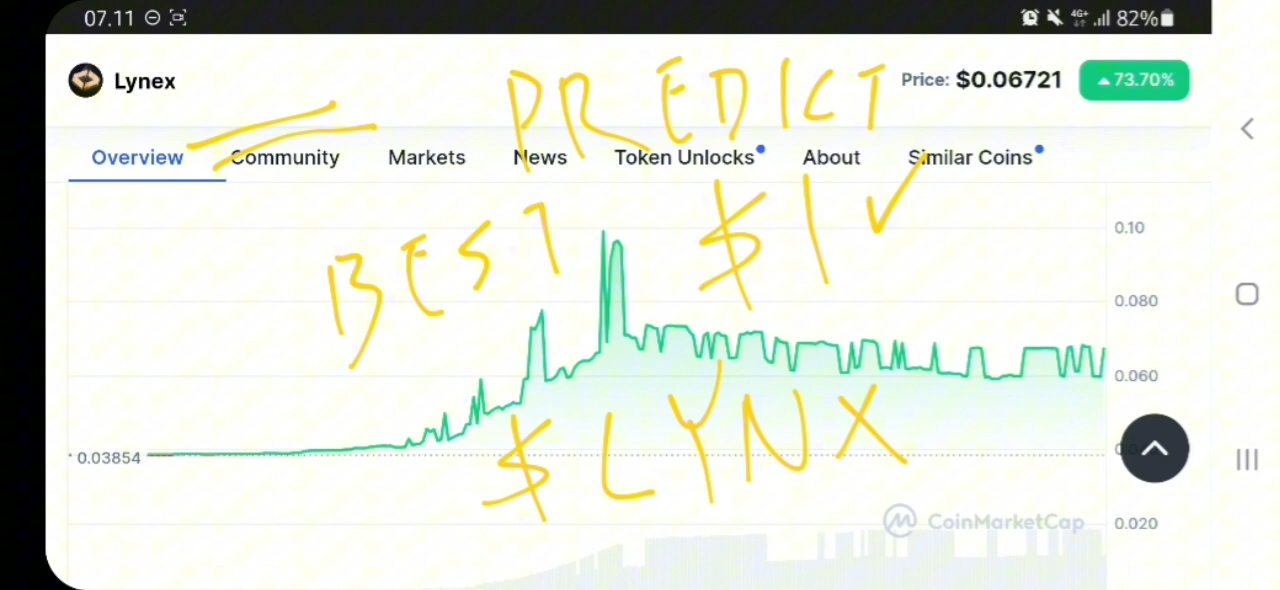 07.11 4G+ 82%
Lynex Price: $0.06721 73.70%
PREDICT
Overview Community Markets News Token Unlocks About Similar Coins
BEST $1
0.10
0.080
0.060
$LYNX
0.03854
CoinMarketCap 0.020